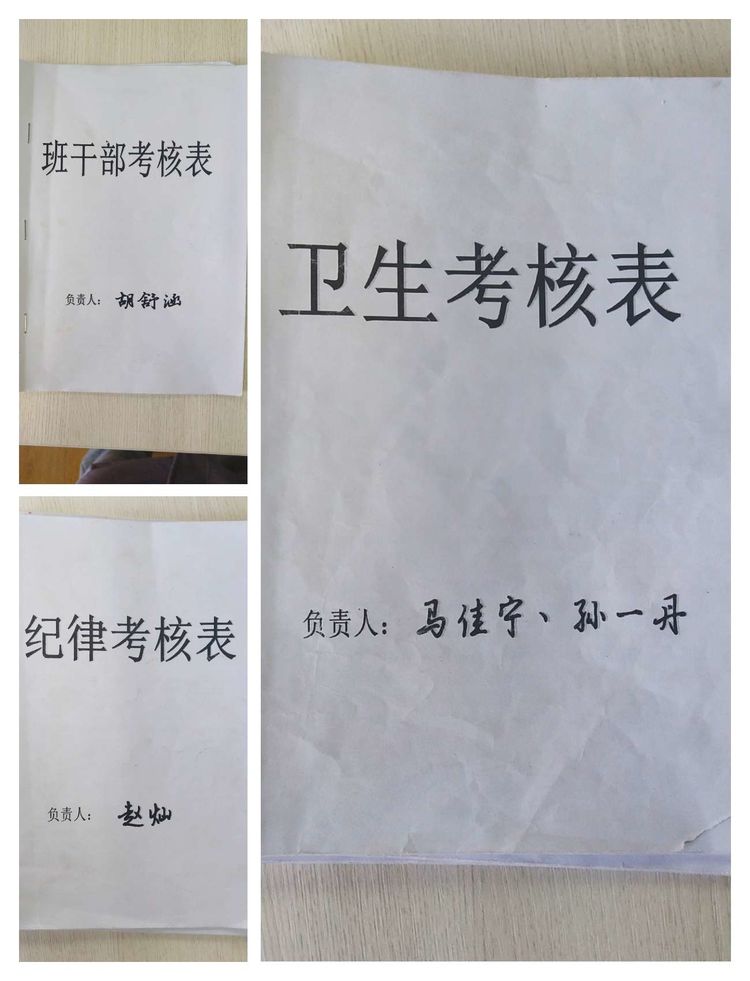 班干部考核表
负责人：胡舒涵
纪律考核表
负责人：赵灿
卫生考核表
负责人：马佳宁、孙一丹